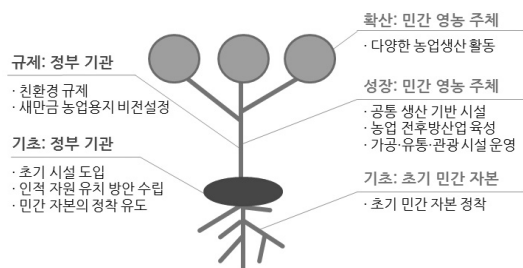 규제: 정부 기관
· 친환경 규제
· 새만금 농업용지 비전설정
기초: 정부 기관
· 초기 시설 도입
· 인적 자원 유치 방안 수립
· 민간 자본의 정착 유도
확산: 민간 영농 주체
· 다양한 농업생산 활동
성장: 민간 영농 주체
· 공통 생산 기반 시설
· 농업 전후방산업 육성
· 가공·유통·관광 시설 운영
기초: 초기 민간 자본
· 초기 민간 자본 정착